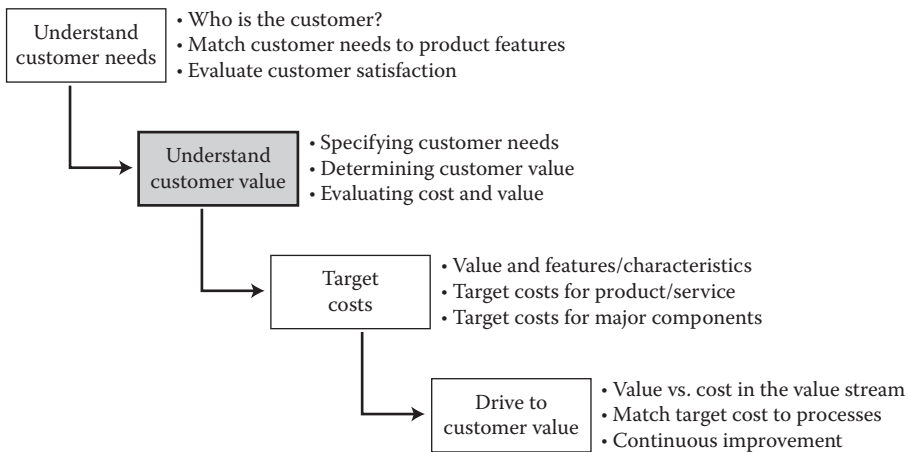 Understand
customer needs
• Who is the customer?
• Match customer needs to product features
• Evaluate customer satisfaction
Understand
customer value
• Specifying customer needs
• Determining customer value
• Evaluating cost and value
Target
costs
• Value and features/characteristics
• Target costs for product/service
• Target costs for major components
Drive to
customer value
• Value vs. cost in the value stream
• Match target cost to processes
• Continuous improvement